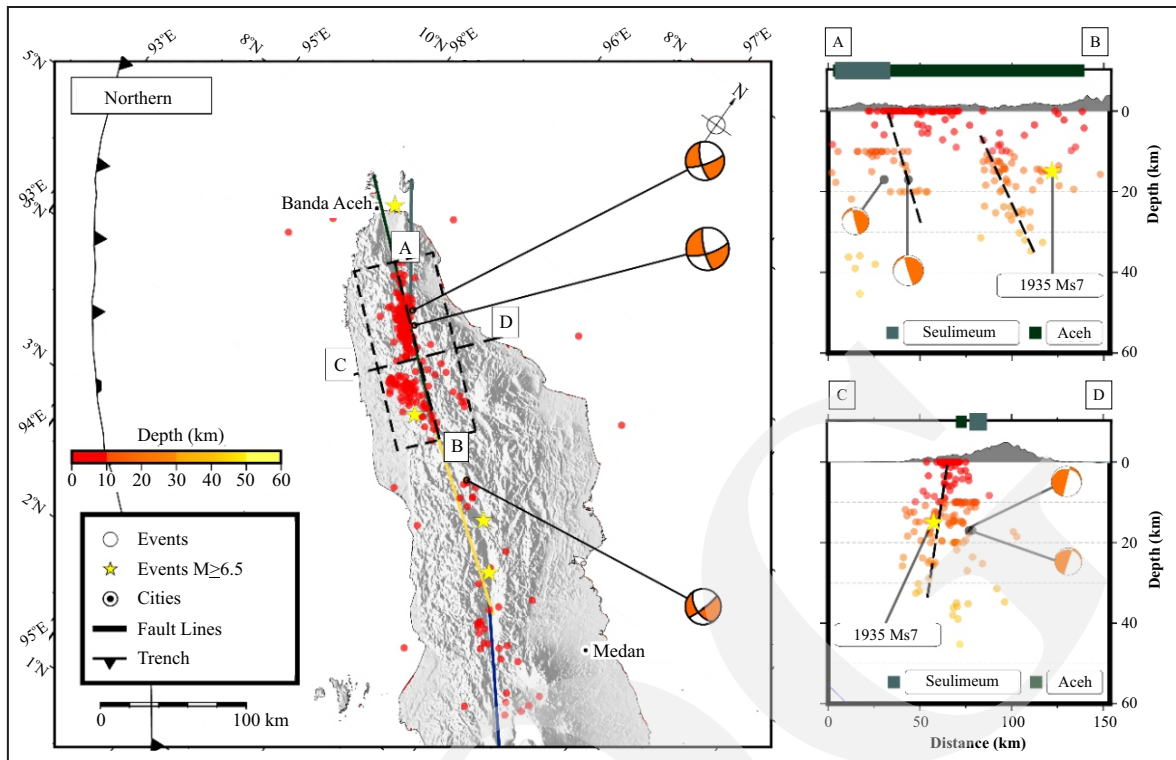 93°E
8°N
95°E
10°N
98°E
96°E
97°E
5°N
Northern
N
Banda Aceh
93°E
5°N
A
D
C
3°N
94°E
B
Depth (km)
0 10 20 30 40 50 60
2°N
Events
Events M≥6.5
Cities
Fault Lines
Trench
95°E
1°N
Medan
0 100 km
A
B
0
20
40
60
Depth (km)
1935 Ms7
Seulimeum
Aceh
C
D
0
20
40
60
Depth (km)
1935 Ms7
Seulimeum
Aceh
0 50 100 150
Distance (km)